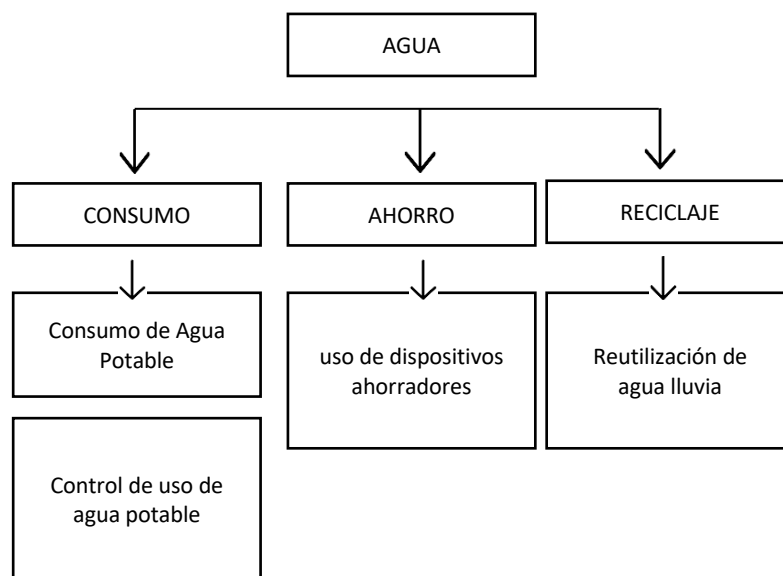 AGUA
CONSUMO
AHORRO
RECICLAJE
Consumo de Agua
Potable
uso de dispositivos
ahorradores
Reutilización de
agua lluvia
Control de uso de
agua potable